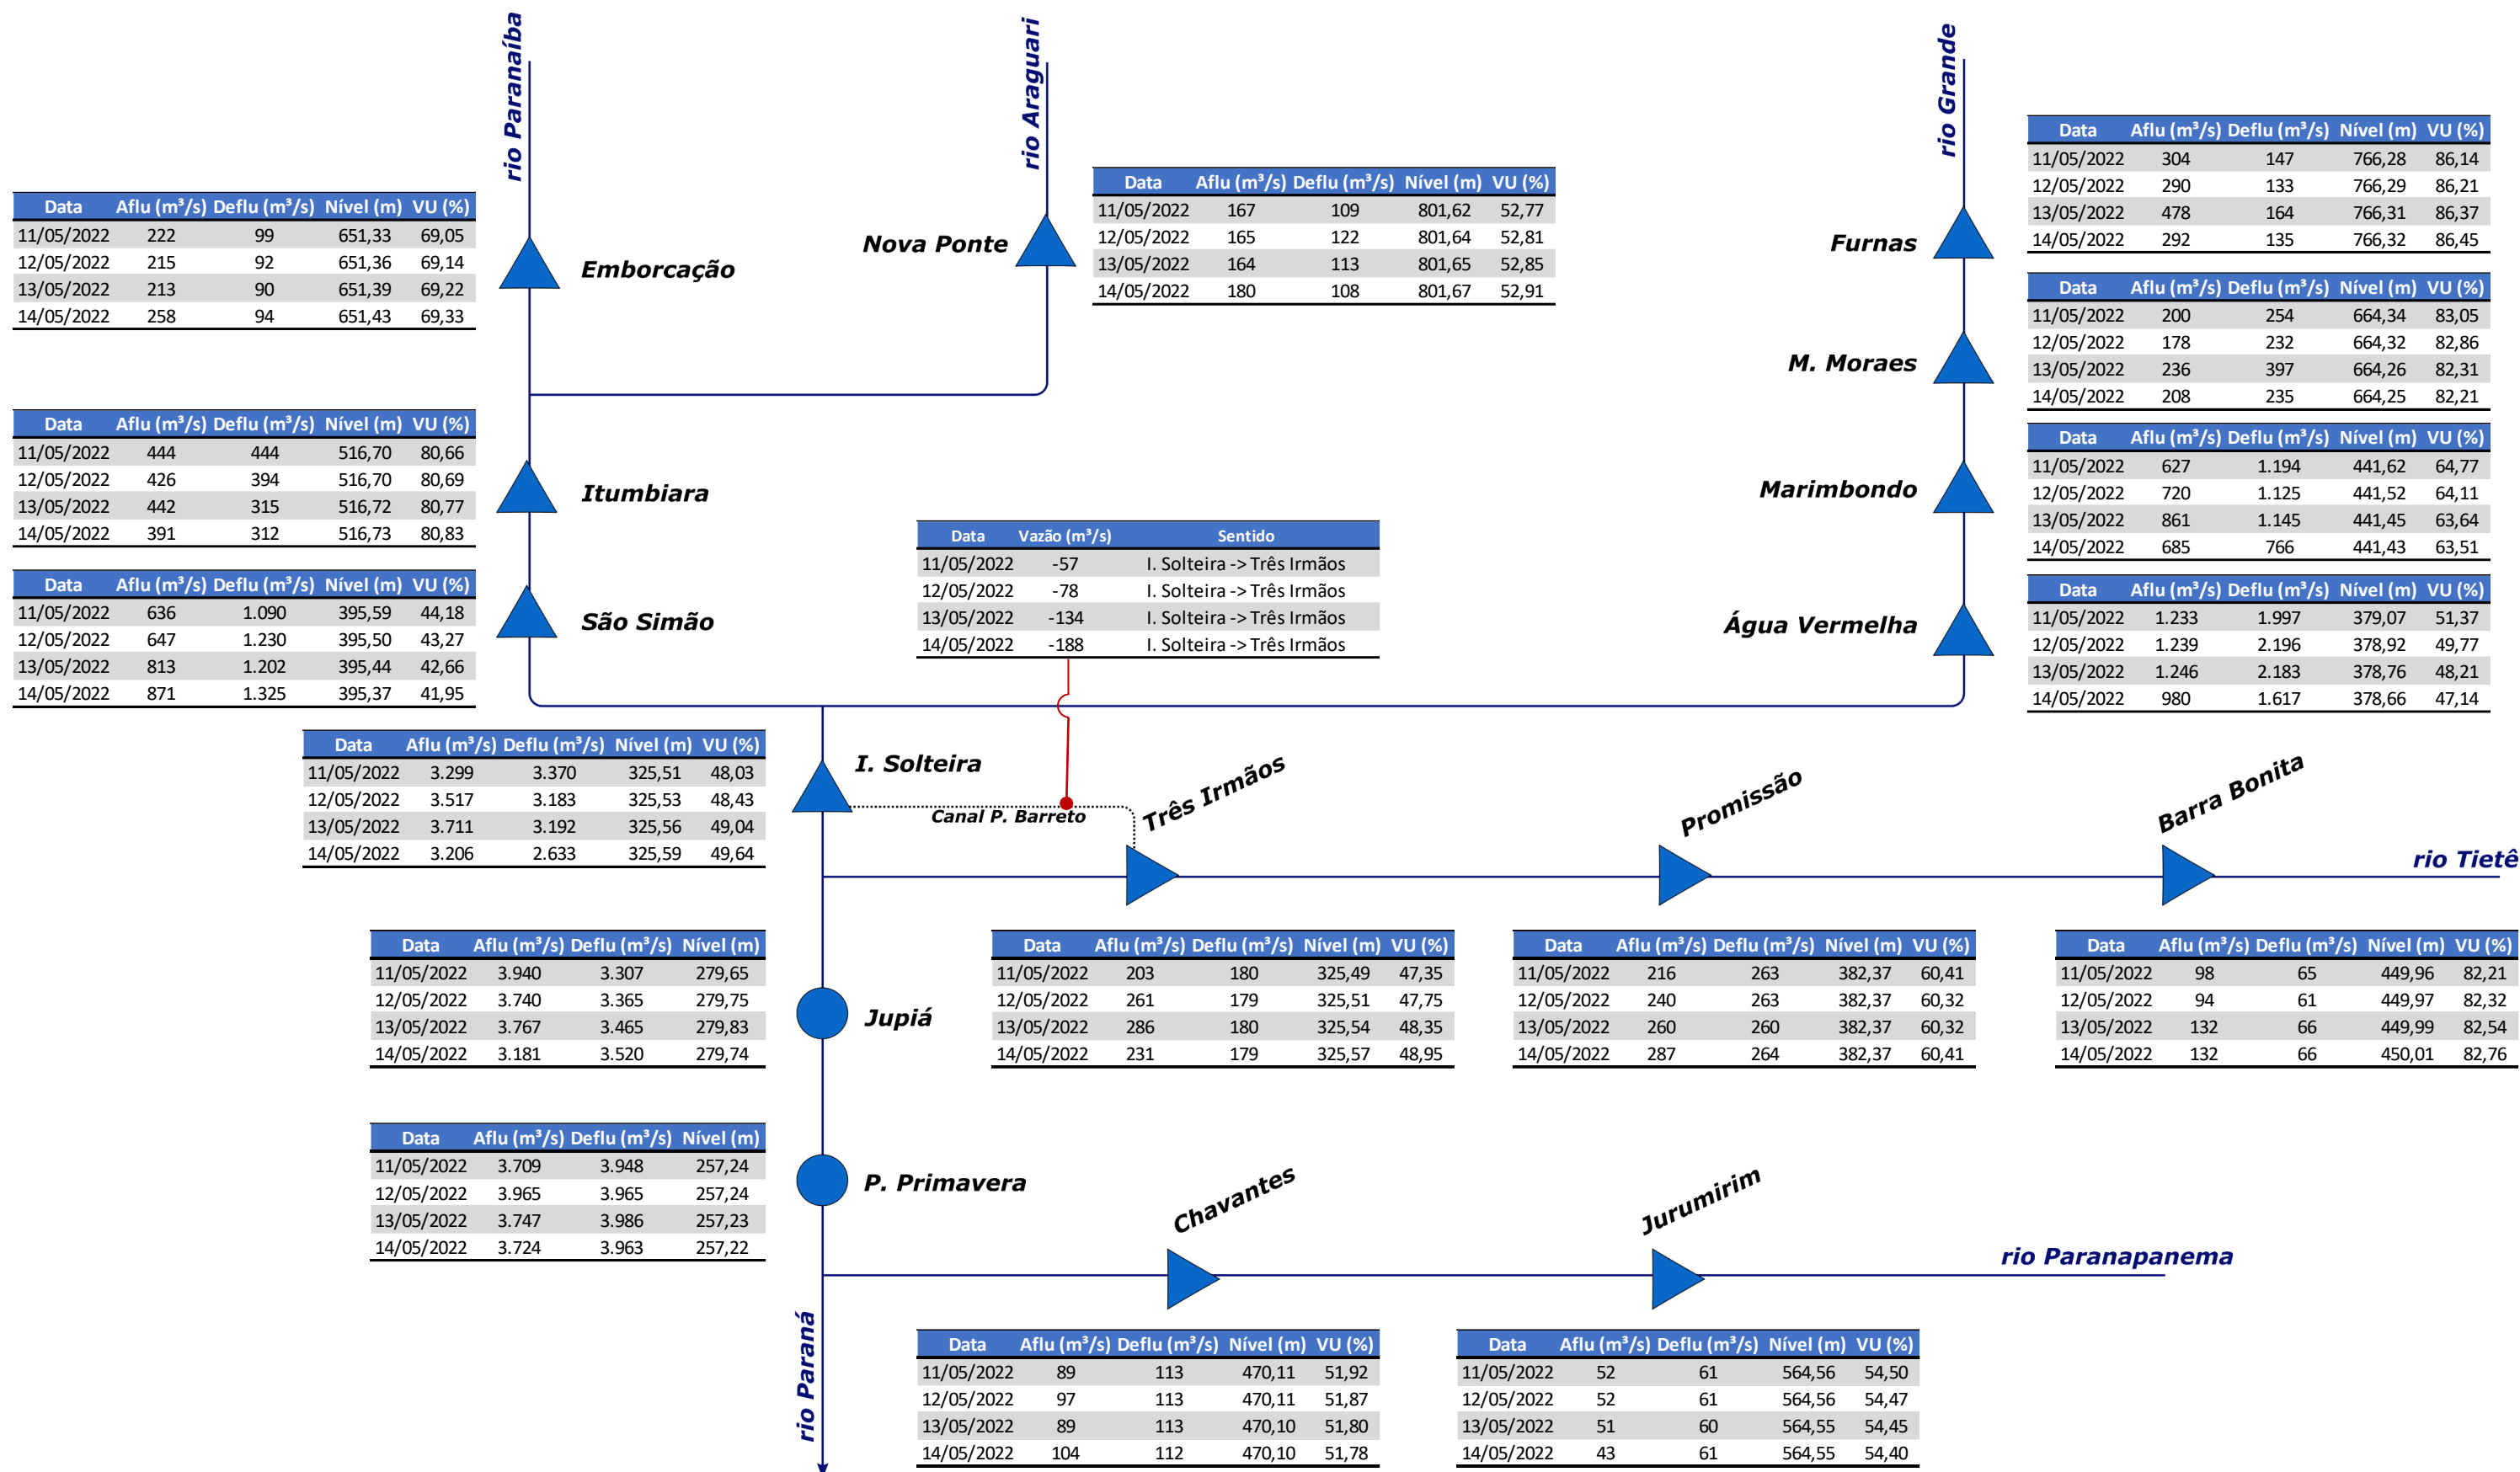 rio Paranaíba
rio Araguari
rio Grande
Data Aflu (m³/s) Deflu (m³/s) Nível (m) VU (%)
11/05/2022 222 99 651,33 69,05
12/05/2022 215 92 651,36 69,14
13/05/2022 213 90 651,39 69,22
14/05/2022 258 94 651,43 69,33
Emborcação
Nova Ponte
Data Aflu (m³/s) Deflu (m³/s) Nível (m) VU (%)
11/05/2022 167 109 801,62 52,77
12/05/2022 165 122 801,64 52,81
13/05/2022 164 113 801,65 52,85
14/05/2022 180 108 801,67 52,91
Furnas
Data Aflu (m³/s) Deflu (m³/s) Nível (m) VU (%)
11/05/2022 304 147 766,28 86,14
12/05/2022 290 133 766,29 86,21
13/05/2022 478 164 766,31 86,37
14/05/2022 292 135 766,32 86,45
M. Moraes
Data Aflu (m³/s) Deflu (m³/s) Nível (m) VU (%)
11/05/2022 200 254 664,34 83,05
12/05/2022 178 232 664,32 82,86
13/05/2022 236 397 664,26 82,31
14/05/2022 208 235 664,25 82,21
Data Aflu (m³/s) Deflu (m³/s) Nível (m) VU (%)
11/05/2022 444 444 516,70 80,66
12/05/2022 426 394 516,70 80,69
13/05/2022 442 315 516,72 80,77
14/05/2022 391 312 516,73 80,83
Itumbiara
Marimbondo
Data Aflu (m³/s) Deflu (m³/s) Nível (m) VU (%)
11/05/2022 627 1.194 441,62 64,77
12/05/2022 720 1.125 441,52 64,11
13/05/2022 861 1.145 441,45 63,64
14/05/2022 685 766 441,43 63,51
Data Aflu (m³/s) Deflu (m³/s) Nível (m) VU (%)
11/05/2022 636 1.090 395,59 44,18
12/05/2022 647 1.230 395,50 43,27
13/05/2022 813 1.202 395,44 42,66
14/05/2022 871 1.325 395,37 41,95
São Simão
Data Vazão (m³/s) Sentido
11/05/2022 -57 I. Solteira -> Três Irmãos
12/05/2022 -78 I. Solteira -> Três Irmãos
13/05/2022 -134 I. Solteira -> Três Irmãos
14/05/2022 -188 I. Solteira -> Três Irmãos
Água Vermelha
Data Aflu (m³/s) Deflu (m³/s) Nível (m) VU (%)
11/05/2022 1.233 1.997 379,07 51,37
12/05/2022 1.239 2.196 378,92 49,77
13/05/2022 1.246 2.183 378,76 48,21
14/05/2022 980 1.617 378,66 47,14
Data Aflu (m³/s) Deflu (m³/s) Nível (m) VU (%)
11/05/2022 3.299 3.370 325,51 48,03
12/05/2022 3.517 3.183 325,53 48,43
13/05/2022 3.711 3.192 325,56 49,04
14/05/2022 3.206 2.633 325,59 49,64
I. Solteira
Canal P. Barreto
Três Irmãos
Promissão
Barra Bonita
rio Tietê
Data Aflu (m³/s) Deflu (m³/s) Nível (m)
11/05/2022 3.940 3.307 279,65
12/05/2022 3.740 3.365 279,75
13/05/2022 3.767 3.465 279,83
14/05/2022 3.181 3.520 279,74
Jupiá
Data Aflu (m³/s) Deflu (m³/s) Nível (m) VU (%)
11/05/2022 203 180 325,49 47,35
12/05/2022 261 179 325,51 47,75
13/05/2022 286 180 325,54 48,35
14/05/2022 231 179 325,57 48,95
Data Aflu (m³/s) Deflu (m³/s) Nível (m) VU (%)
11/05/2022 216 263 382,37 60,41
12/05/2022 240 263 382,37 60,32
13/05/2022 260 260 382,37 60,32
14/05/2022 287 264 382,37 60,41
Data Aflu (m³/s) Deflu (m³/s) Nível (m) VU (%)
11/05/2022 98 65 449,96 82,21
12/05/2022 94 61 449,97 82,32
13/05/2022 132 66 449,99 82,54
14/05/2022 132 66 450,01 82,76
Data Aflu (m³/s) Deflu (m³/s) Nível (m)
11/05/2022 3.709 3.948 257,24
12/05/2022 3.965 3.965 257,24
13/05/2022 3.747 3.986 257,23
14/05/2022 3.724 3.963 257,22
P. Primavera
Chavantes
Jurumirim
rio Paranapanema
rio Paraná
Data Aflu (m³/s) Deflu (m³/s) Nível (m) VU (%)
11/05/2022 89 113 470,11 51,92
12/05/2022 97 113 470,11 51,87
13/05/2022 89 113 470,10 51,80
14/05/2022 104 112 470,10 51,78
Data Aflu (m³/s) Deflu (m³/s) Nível (m) VU (%)
11/05/2022 52 61 564,56 54,50
12/05/2022 52 61 564,56 54,47
13/05/2022 51 60 564,55 54,45
14/05/2022 43 61 564,55 54,40